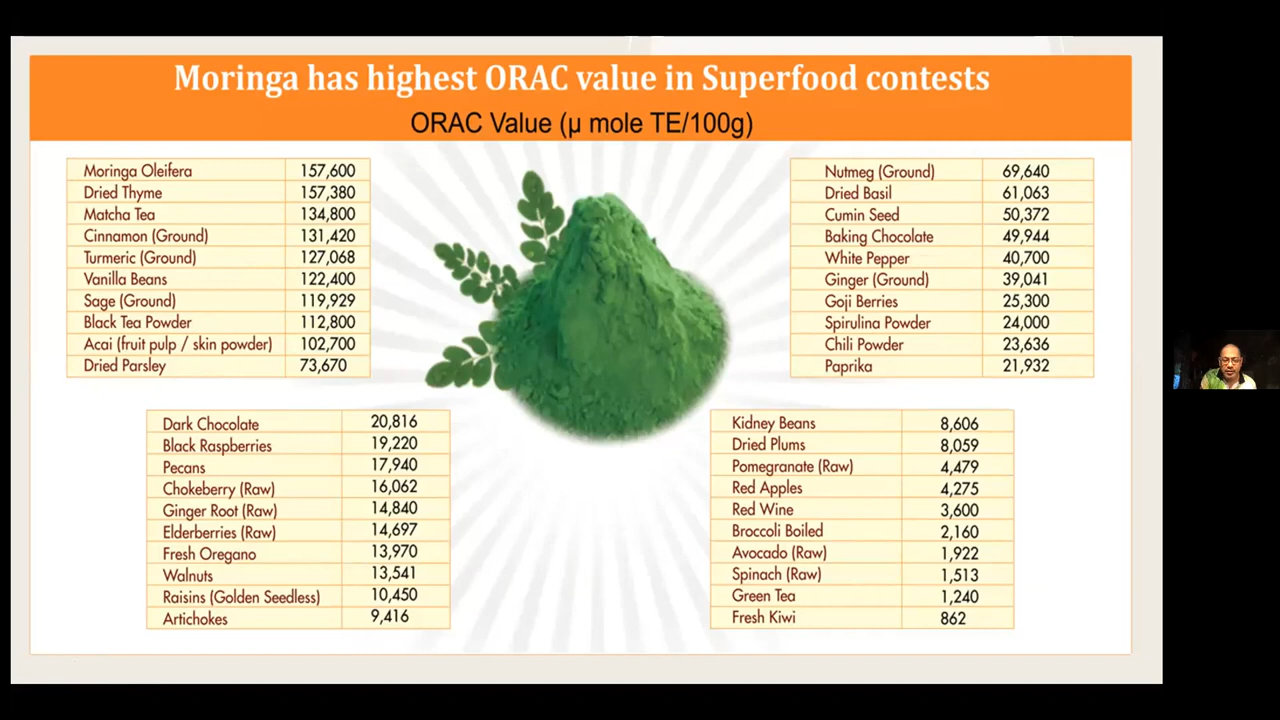 Moringa has highest ORAC value in Superfood contests
ORAC Value (µ mole TE/100g)
Moringa Oleifera 157,600
Dried Thyme 157,380
Matcha Tea 134,800
Cinnamon (Ground) 131,420
Turmeric (Ground) 127,068
Vanilla Beans 122,400
Sage (Ground) 119,929
Black Tea Powder 112,800
Acai (fruit pulp / skin powder) 102,700
Dried Parsley 73,670
Nutmeg (Ground) 69,640
Dried Basil 61,063
Cumin Seed 50,372
Baking Chocolate 49,944
White Pepper 40,700
Ginger (Ground) 39,041
Goji Berries 25,300
Spirulina Powder 24,000
Chili Powder 23,636
Paprika 21,932
Dark Chocolate 20,816
Black Raspberries 19,220
Pecans 17,940
Chokeberry (Raw) 16,062
Ginger Root (Raw) 14,840
Elderberries (Raw) 14,697
Fresh Oregano 13,970
Walnuts 13,541
Raisins (Golden Seedless) 10,450
Artichokes 9,416
Kidney Beans 8,606
Dried Plums 8,059
Pomegranate (Raw) 4,479
Red Apples 4,275
Red Wine 3,600
Broccoli Boiled 2,160
Avocado (Raw) 1,922
Spinach (Raw) 1,513
Green Tea 1,240
Fresh Kiwi 862